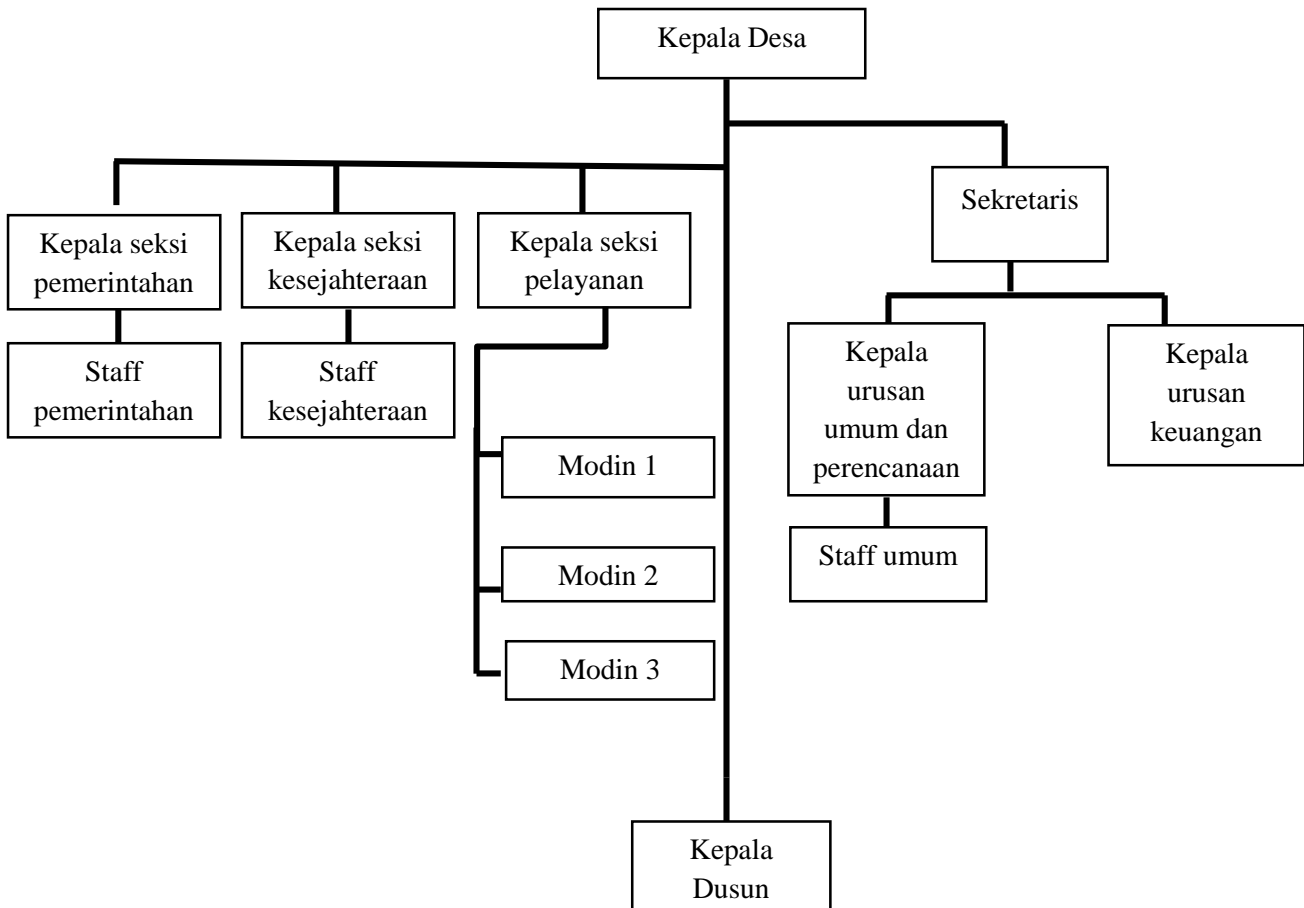 Kepala Desa
Sekretaris
Kepala seksi
pemerintahan
Kepala seksi
kesejahteraan
Kepala seksi
pelayanan
Staff
pemerintahan
Staff
kesejahteraan
Kepala
urusan
umum dan
perencanaan
Kepala
urusan
keuangan
Modin 1
Modin 2
Modin 3
Staff umum
Kepala
Dusun